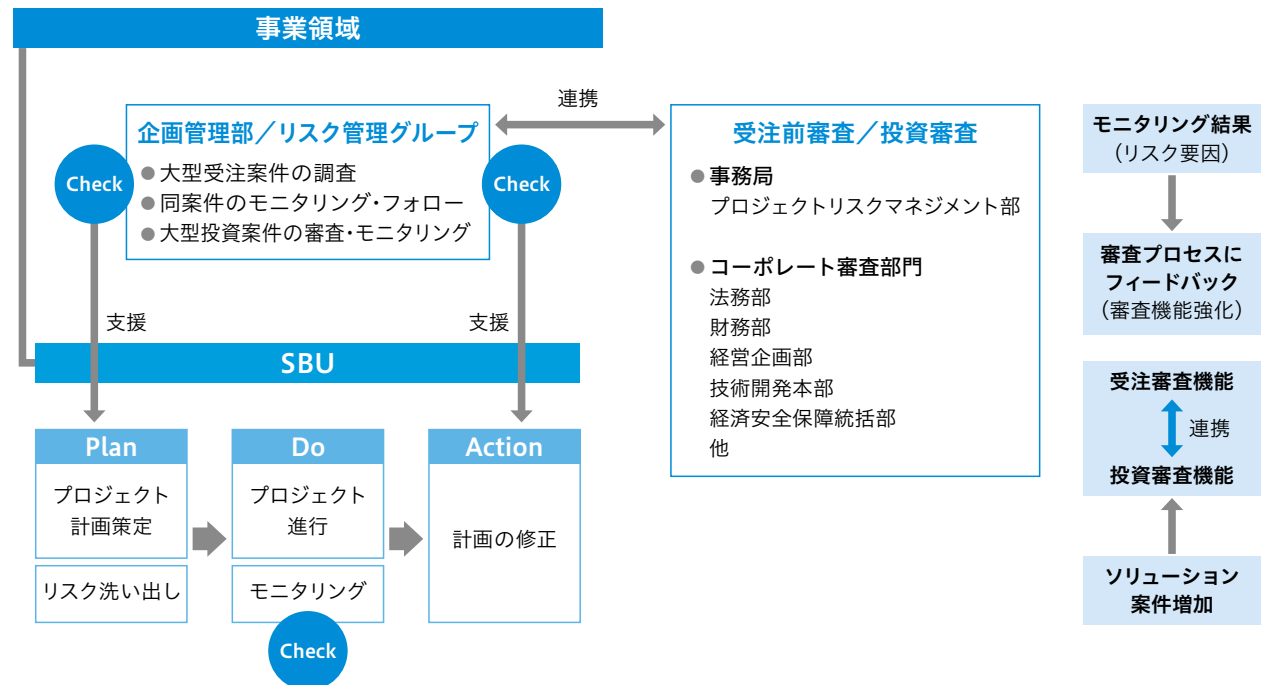 事業領域
連携
企画管理部／リスク管理グループ
●大型受注案件の調査
●同案件のモニタリング・フォロー
●大型投資案件の審査・モニタリング
Check
Check
支援
支援
SBU
Plan
プロジェクト
計画策定
リスク洗い出し
Do
プロジェクト
進行
モニタリング
Check
Action
計画の修正
受注前審査／投資審査
●事務局
プロジェクトリスクマネジメント部
●コーポレート審査部門
法務部
財務部
経営企画部
技術開発本部
経済安全保障統括部
他
モニタリング結果
（リスク要因）
審査プロセスに
フィードバック
（審査機能強化）
受注審査機能
連携
投資審査機能
ソリューション
案件増加